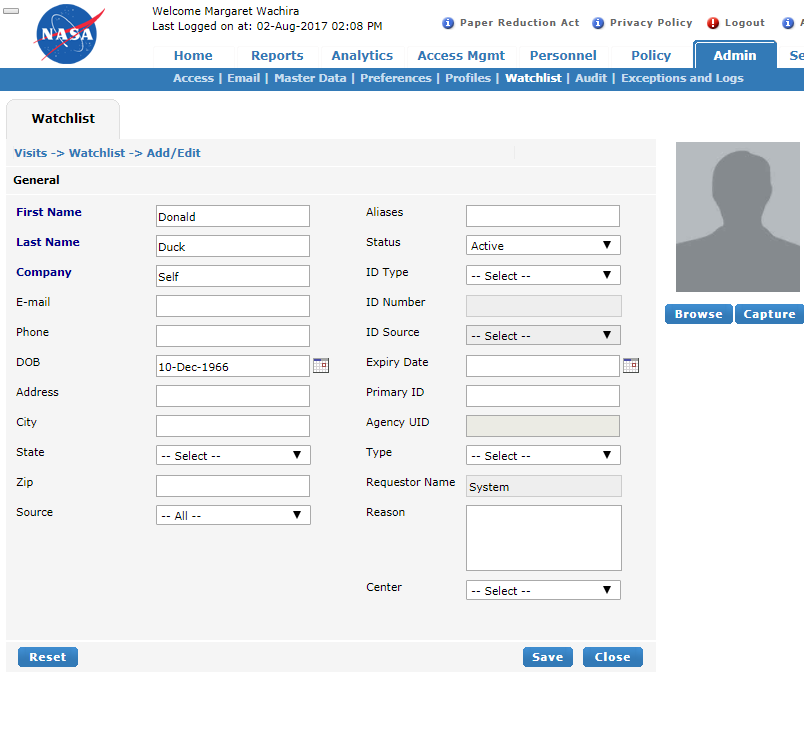 NASA
Welcome Margaret Wachira
Last Logged on at: 02-Aug-2017 02:08 PM
Paper Reduction Act Privacy Policy Logout A
Home Reports Analytics Access Mgmt Personnel Policy Admin Se
Access | Email | Master Data | Preferences | Profiles | Watchlist | Audit | Exceptions and Logs
Watchlist
Visits -> Watchlist -> Add/Edit
General
First Name Donald Aliases
Last Name Duck Status Active
Company Self ID Type -- Select --
E-mail ID Number
Phone ID Source -- Select --
DOB 10-Dec-1966 Expiry Date
Address Primary ID
City Agency UID
State -- Select -- Type -- Select --
Zip Requestor Name System
Source -- All -- Reason
Center -- Select --
Browse Capture
Reset Save Close